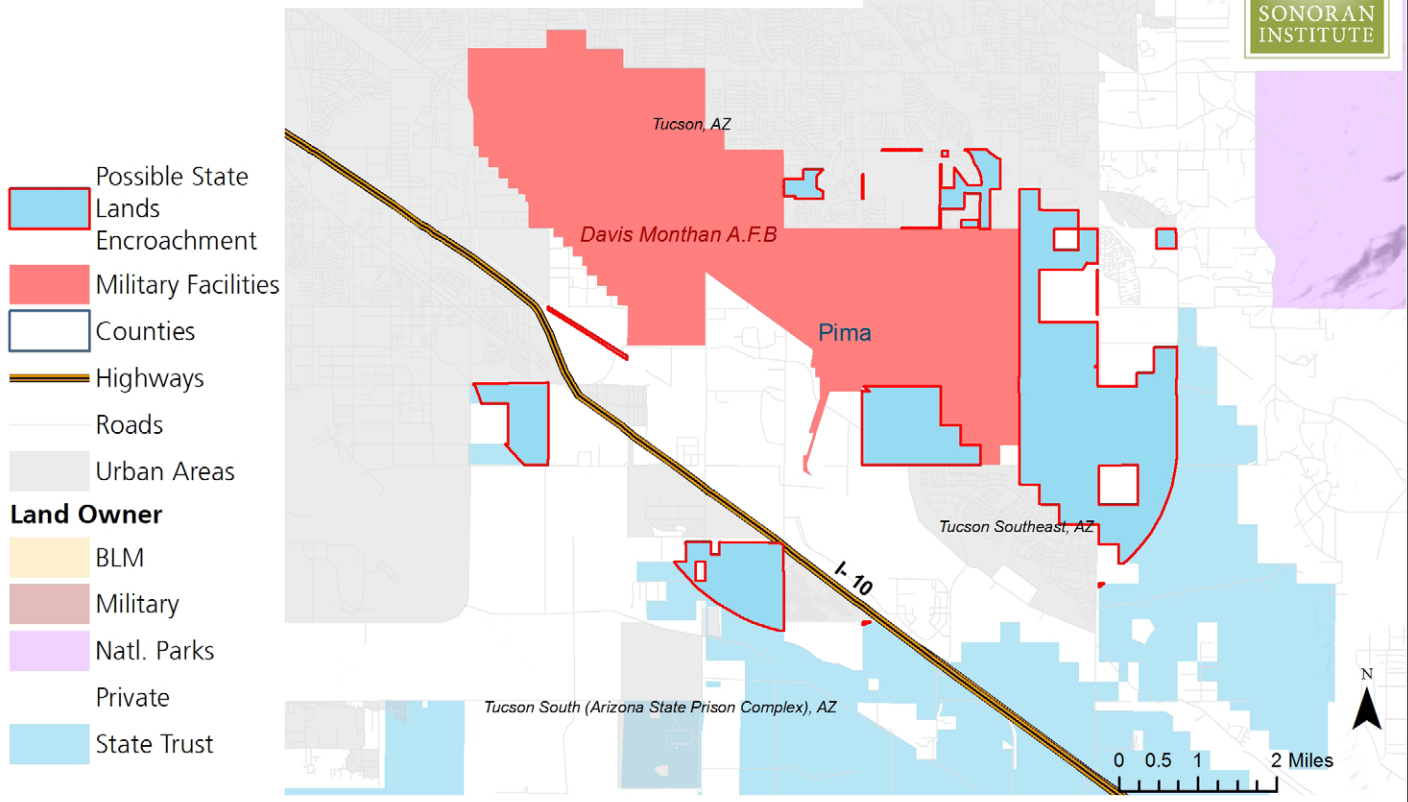 SONORAN
INSTITUTE
Possible State
Lands
Encroachment
Military Facilities
Counties
Highways
Roads
Urban Areas
Land Owner
BLM
Military
Natl. Parks
Private
State Trust
Tucson, AZ
Davis Monthan A.F.B
Pima
Tucson Southeast, AZ
I- 10
Tucson South (Arizona State Prison Complex), AZ
N
0 0.5 1 2 Miles